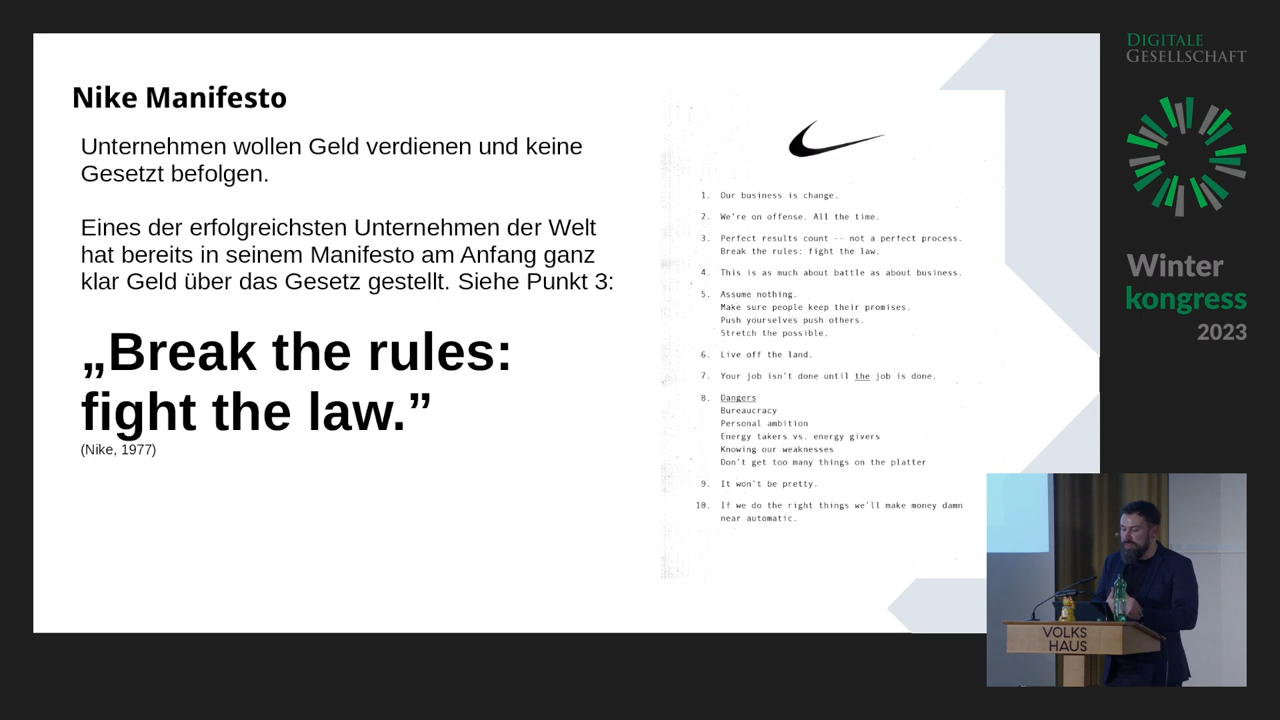 Nike Manifesto
Unternehmen wollen Geld verdienen und keine
Gesetzt befolgen.
Eines der erfolgreichsten Unternehmen der Welt
hat bereits in seinem Manifesto am Anfang ganz
klar Geld über das Gesetz gestellt. Siehe Punkt 3:
„Break the rules:
fight the law.”
(Nike, 1977)
1. Our business is change.
2. We're on offense. All the time.
3. Perfect results count -- not a perfect process.
Break the rules: fight the law.
4. This is as much about battle as about business.
5. Assume nothing.
Make sure people keep their promises.
Push yourselves push others.
Stretch the possible.
6. Live off the land.
7. Your job isn't done until the job is done.
8. Dangers
Bureaucracy
Personal ambition
Energy takers vs. energy givers
Knowing our weaknesses
Don't get too many things on the platter
9. It won't be pretty.
10. If we do the right things we'll make money damn
near automatic.
DIGITALE
GESELLSCHAFT
Winter
kongress
2023
VOLKS
HAUS